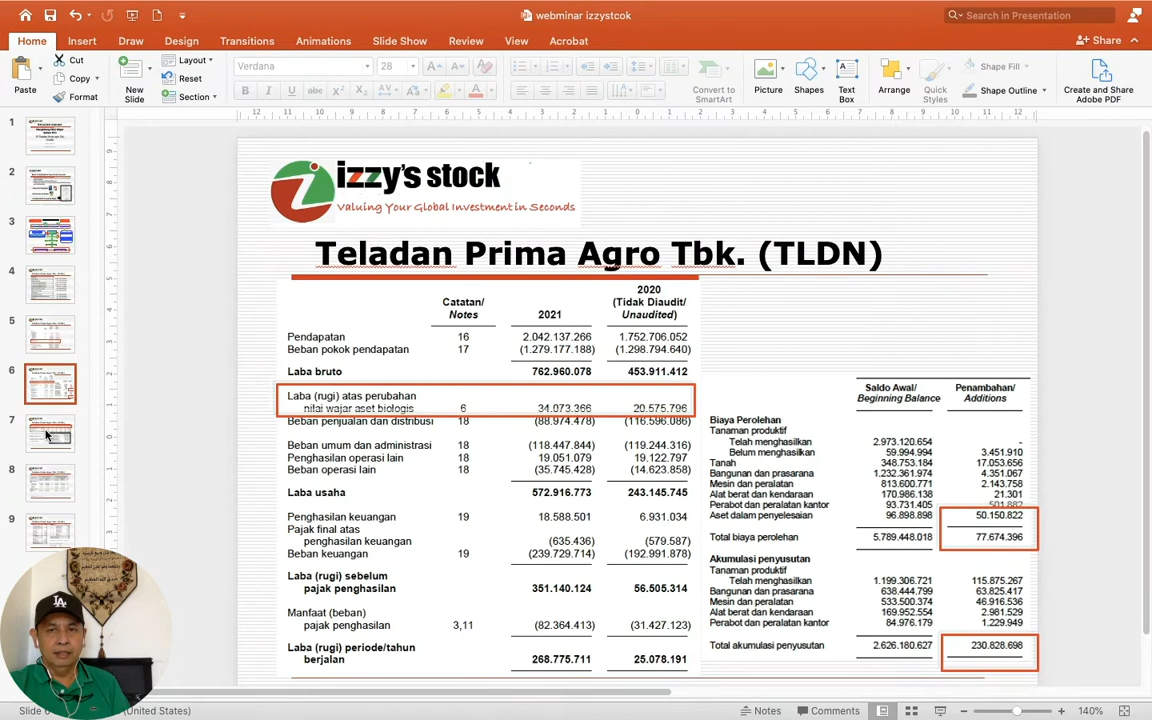 webminar izzystcok
Search in Presentation
Home Insert Draw Design Transitions Animations Slide Show Review View Acrobat Share
Paste
Cut
Copy
Format
New Slide
Layout
Reset
Section
Verdana 28
Convert to SmartArt
Picture
Shapes
Text Box
Arrange
Quick Styles
Shape Fill
Shape Outline
Create and Share Adobe PDF
1
2
3
4
5
6
7
8
9
izzy's stock
Valuing Your Global Investment in Seconds
Teladan Prima Agro Tbk. (TLDN)
Catatan/ Notes 2021 2020 (Tidak Diaudit/ Unaudited)
Pendapatan 16 2.042.137.266 1.752.706.052
Beban pokok pendapatan 17 (1.279.177.188) (1.298.794.640)
Laba bruto 762.960.078 453.911.412
Laba (rugi) atas perubahan
nilai wajar aset biologis 6 34.073.366 20.575.796
Beban penjualan dan distribusi 18 (88.974.478) (116.596.086)
Beban umum dan administrasi 18 (118.447.844) (119.244.316)
Penghasilan operasi lain 18 19.051.079 19.122.797
Beban operasi lain 18 (35.745.428) (14.623.858)
Laba usaha 572.916.773 243.145.745
Penghasilan keuangan 19 18.588.501 6.931.034
Pajak final atas
penghasilan keuangan (635.436) (579.587)
Beban keuangan 19 (239.729.714) (192.991.878)
Laba (rugi) sebelum
pajak penghasilan 351.140.124 56.505.314
Manfaat (beban)
pajak penghasilan 3,11 (82.364.413) (31.427.123)
Laba (rugi) periode/tahun
berjalan 268.775.711 25.078.191
Saldo Awal/ Beginning Balance Penambahan/ Additions
Biaya Perolehan
Tanaman produktif
Telah menghasilkan 2.973.120.654 -
Belum menghasilkan 59.994.994 3.451.910
Tanah 348.753.184 17.053.656
Bangunan dan prasarana 1.232.361.974 4.351.067
Mesin dan peralatan 813.600.771 2.143.758
Alat berat dan kendaraan 170.986.138 21.301
Perabot dan peralatan kantor 93.731.405 501.882
Aset dalam penyelesaian 96.898.898 50.150.822
Total biaya perolehan 5.789.448.018 77.674.396
Akumulasi penyusutan
Tanaman produktif
Telah menghasilkan 1.199.306.721 115.875.267
Bangunan dan prasarana 638.444.799 63.825.417
Mesin dan peralatan 533.500.374 46.916.536
Alat berat dan kendaraan 169.952.554 2.981.529
Perabot dan peralatan kantor 84.976.179 1.229.949
Total akumulasi penyusutan 2.626.180.627 230.828.698
LA
Slide 6
(United States)
Notes
Comments
140%